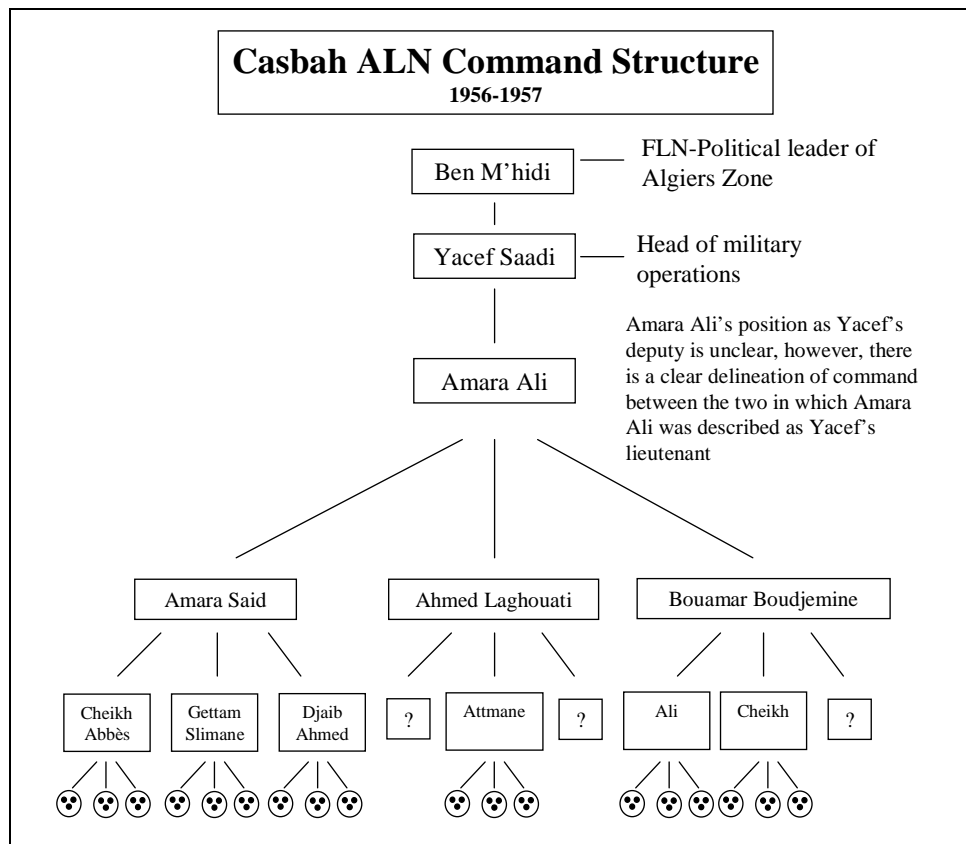 Casbah ALN Command Structure
1956-1957
Ben M’hidi
FLN-Political leader of
Algiers Zone
Yacef Saadi
Head of military
operations
Amara Ali
Amara Ali’s position as Yacef’s
deputy is unclear, however, there
is a clear delineation of command
between the two in which Amara
Ali was described as Yacef’s
lieutenant
Amara Said
Ahmed Laghouati
Bouamar Boudjemine
Cheikh
Abbès
Gettam
Slimane
Djaib
Ahmed
?
Attmane
?
Ali
Cheikh
?